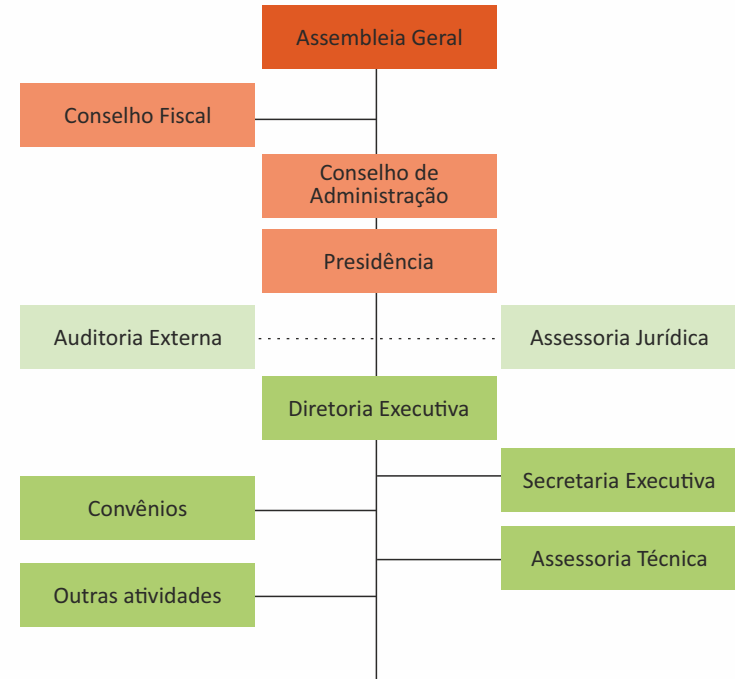 Assembleia Geral
Conselho Fiscal
Conselho de
Administração
Presidência
Auditoria Externa
Assessoria Jurídica
Diretoria Executiva
Secretaria Executiva
Convênios
Assessoria Técnica
Outras atividades